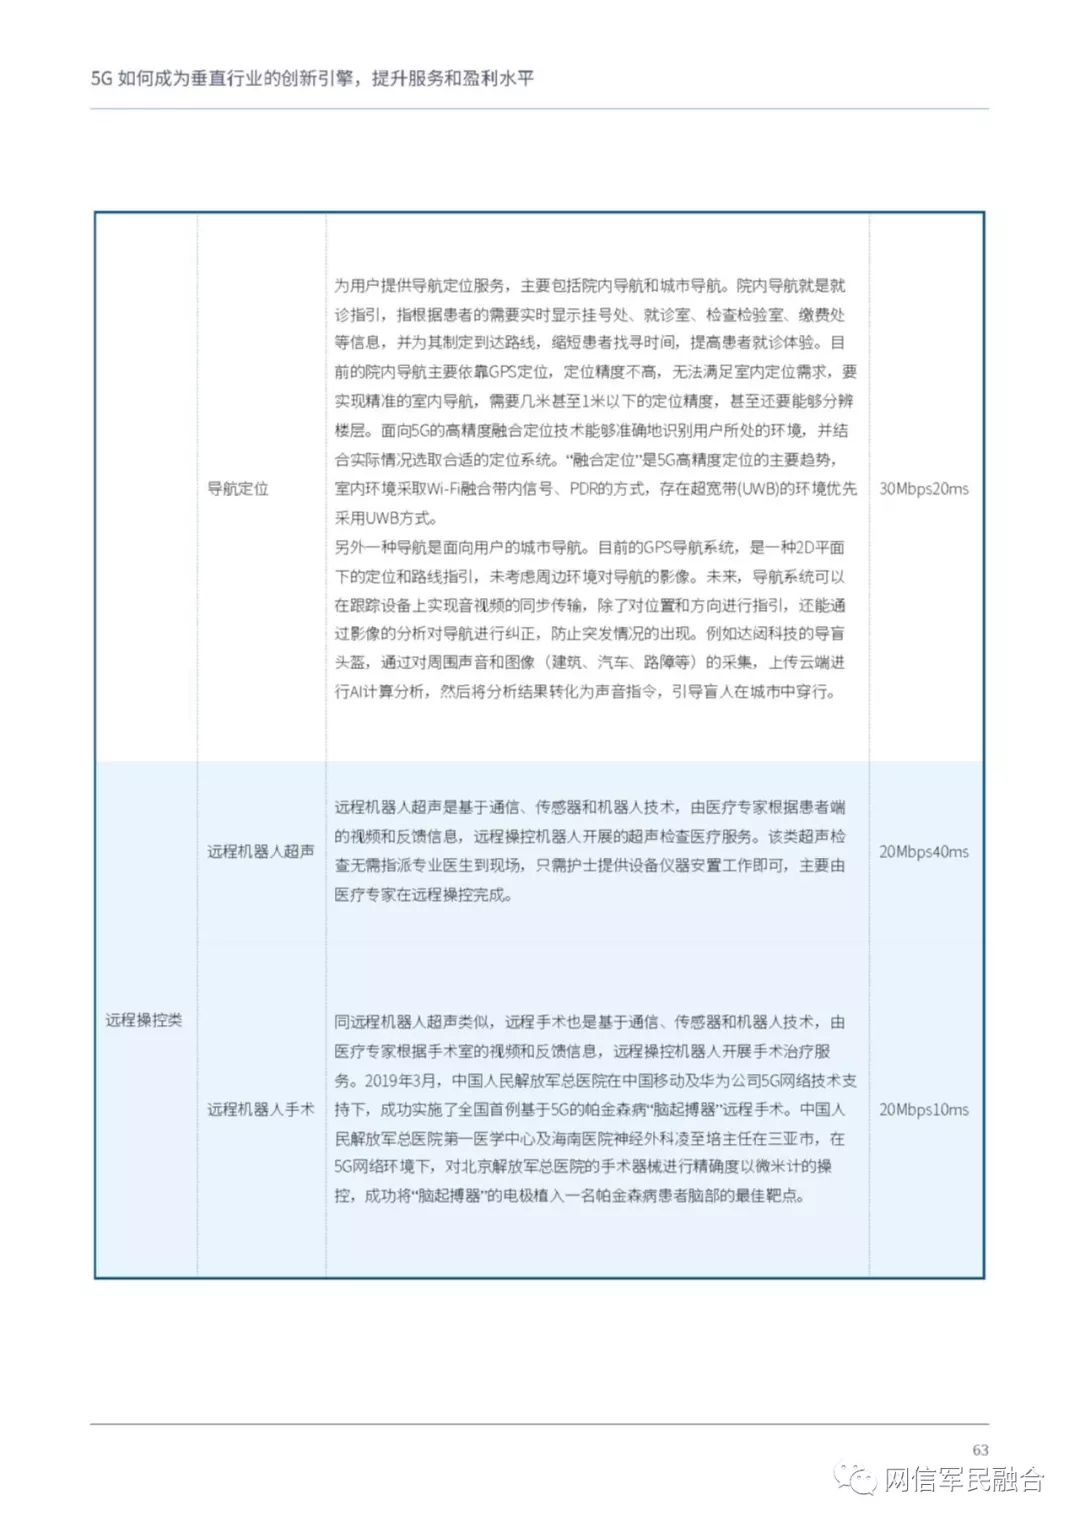 5G 如何成为垂直行业的创新引擎，提升服务和盈利水平
导航定位
为用户提供导航定位服务，主要包括院内导航和城市导航。院内导航就是就
诊指引，指根据患者的需要实时显示挂号处、就诊室、检查检验室、缴费处
等信息，并为其制定到达路线，缩短患者找寻时间，提高患者就诊体验。目
前的院内导航主要依靠GPS定位，定位精度不高，无法满足室内定位需求，要
实现精准的室内导航，需要几米甚至1米以下的定位精度，甚至还要能够分辨
楼层。面向5G的高精度融合定位技术能够准确地识别用户所处的环境，并结
合实际情况选取合适的定位系统。“融合定位”是5G高精度定位的主要趋势，
室内环境采取Wi-Fi融合带内信号、PDR的方式，存在超宽带(UWB)的环境优先
采用UWB方式。
另外一种导航是面向用户的城市导航。目前的GPS导航系统，是一种2D平面
下的定位和路线指引，未考虑周边环境对导航的影像。未来，导航系统可以
在跟踪设备上实现音视频的同步传输，除了对位置和方向进行指引，还能通
过影像的分析对导航进行纠正，防止突发情况的出现。例如达闼科技的导盲
头盔，通过对周围声音和图像（建筑、汽车、路障等）的采集，上传云端进
行AI计算分析，然后将分析结果转化为声音指令，引导盲人在城市中穿行。
30Mbps20ms
远程操控类
远程机器人超声
远程机器人超声是基于通信、传感器和机器人技术，由医疗专家根据患者端
的视频和反馈信息，远程操控机器人开展的超声检查医疗服务。该类超声检
查无需指派专业医生到现场，只需护士提供设备仪器安置工作即可，主要由
医疗专家在远程操控完成。
20Mbps40ms
远程机器人手术
同远程机器人超声类似，远程手术也是基于通信、传感器和机器人技术，由
医疗专家根据手术室的视频和反馈信息，远程操控机器人开展手术治疗服
务。2019年3月，中国人民解放军总医院在中国移动及华为公司5G网络技术支
持下，成功实施了全国首例基于5G的帕金森病“脑起搏器”远程手术。中国人
民解放军总医院第一医学中心及海南医院神经外科凌至培主任在三亚市，在
5G网络环境下，对北京解放军总医院的手术器械进行精确度以微米计的操
控，成功将“脑起搏器”的电极植入一名帕金森病患者脑部的最佳靶点。
20Mbps10ms
63
网信军民融合